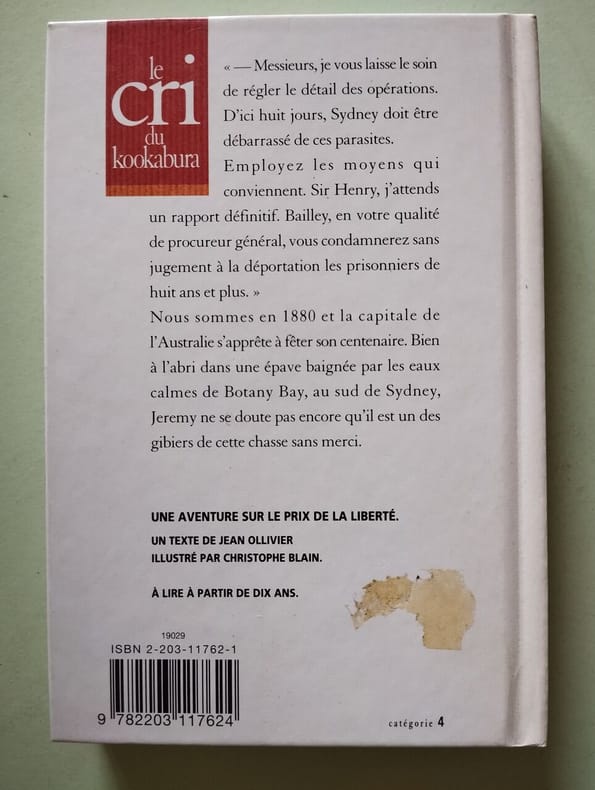 le
cri
du
kookabura
« — Messieurs, je vous laisse le soin
de régler le détail des opérations.
D'ici huit jours, Sydney doit être
débarrassé de ces parasites.
Employez les moyens qui
conviennent. Sir Henry, j'attends
un rapport définitif. Bailley, en votre qualité
de procureur général, vous condamnerez sans
jugement à la déportation les prisonniers de
huit ans et plus. »
Nous sommes en 1880 et la capitale de
l'Australie s'apprête à fêter son centenaire. Bien
à l'abri dans une épave baignée par les eaux
calmes de Botany Bay, au sud de Sydney,
Jeremy ne se doute pas encore qu'il est un des
gibiers de cette chasse sans merci.
UNE AVENTURE SUR LE PRIX DE LA LIBERTÉ.
UN TEXTE DE JEAN OLLIVIER
ILLUSTRÉ PAR CHRISTOPHE BLAIN.
À LIRE À PARTIR DE DIX ANS.
19029
ISBN 2-203-11762-1
9 782203 117624
catégorie 4